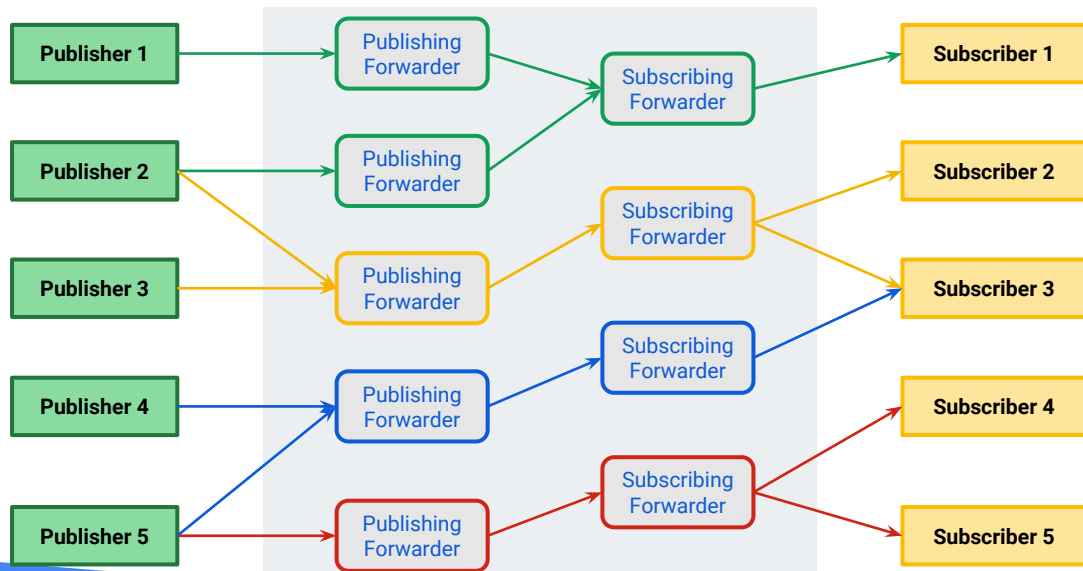 Publisher 1
Publisher 2
Publisher 3
Publisher 4
Publisher 5
Publishing
Forwarder
Publishing
Forwarder
Publishing
Forwarder
Publishing
Forwarder
Publishing
Forwarder
Subscribing
Forwarder
Subscribing
Forwarder
Subscribing
Forwarder
Subscribing
Forwarder
Subscriber 1
Subscriber 2
Subscriber 3
Subscriber 4
Subscriber 5